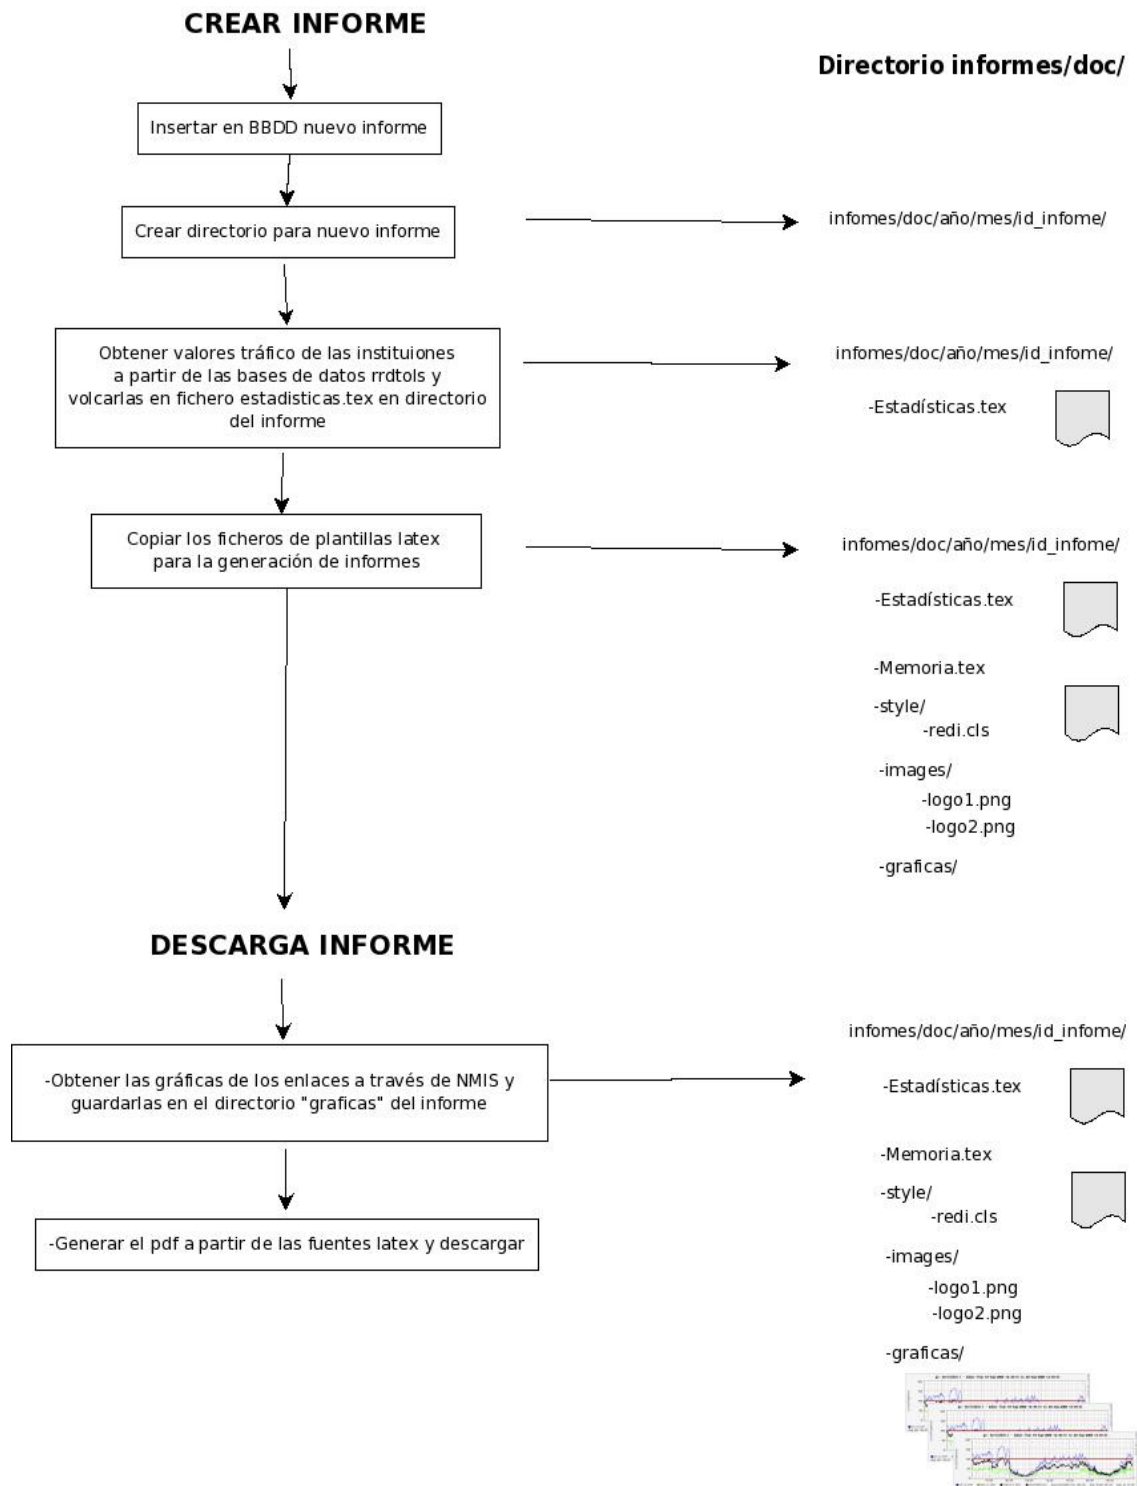 CREAR INFORME
Directorio informes/doc/
Insertar en BBDD nuevo informe
Crear directorio para nuevo informe
infomes/doc/año/mes/id_infome/
Obtener valores tráfico de las instituiones
a partir de las bases de datos rrdtols y
volcarlas en fichero estadisticas.tex en directorio
del informe
infomes/doc/año/mes/id_infome/
-Estadísticas.tex
Copiar los ficheros de plantillas latex
para la generación de informes
infomes/doc/año/mes/id_infome/
-Estadísticas.tex
-Memoria.tex
-style/
-redi.cls
-images/
-logo1.png
-logo2.png
-graficas/
DESCARGA INFORME
-Obtener las gráficas de los enlaces a través de NMIS y
guardarlas en el directorio "graficas" del informe
-Generar el pdf a partir de las fuentes latex y descargar
infomes/doc/año/mes/id_infome/
-Estadísticas.tex
-Memoria.tex
-style/
-redi.cls
-images/
-logo1.png
-logo2.png
-graficas/